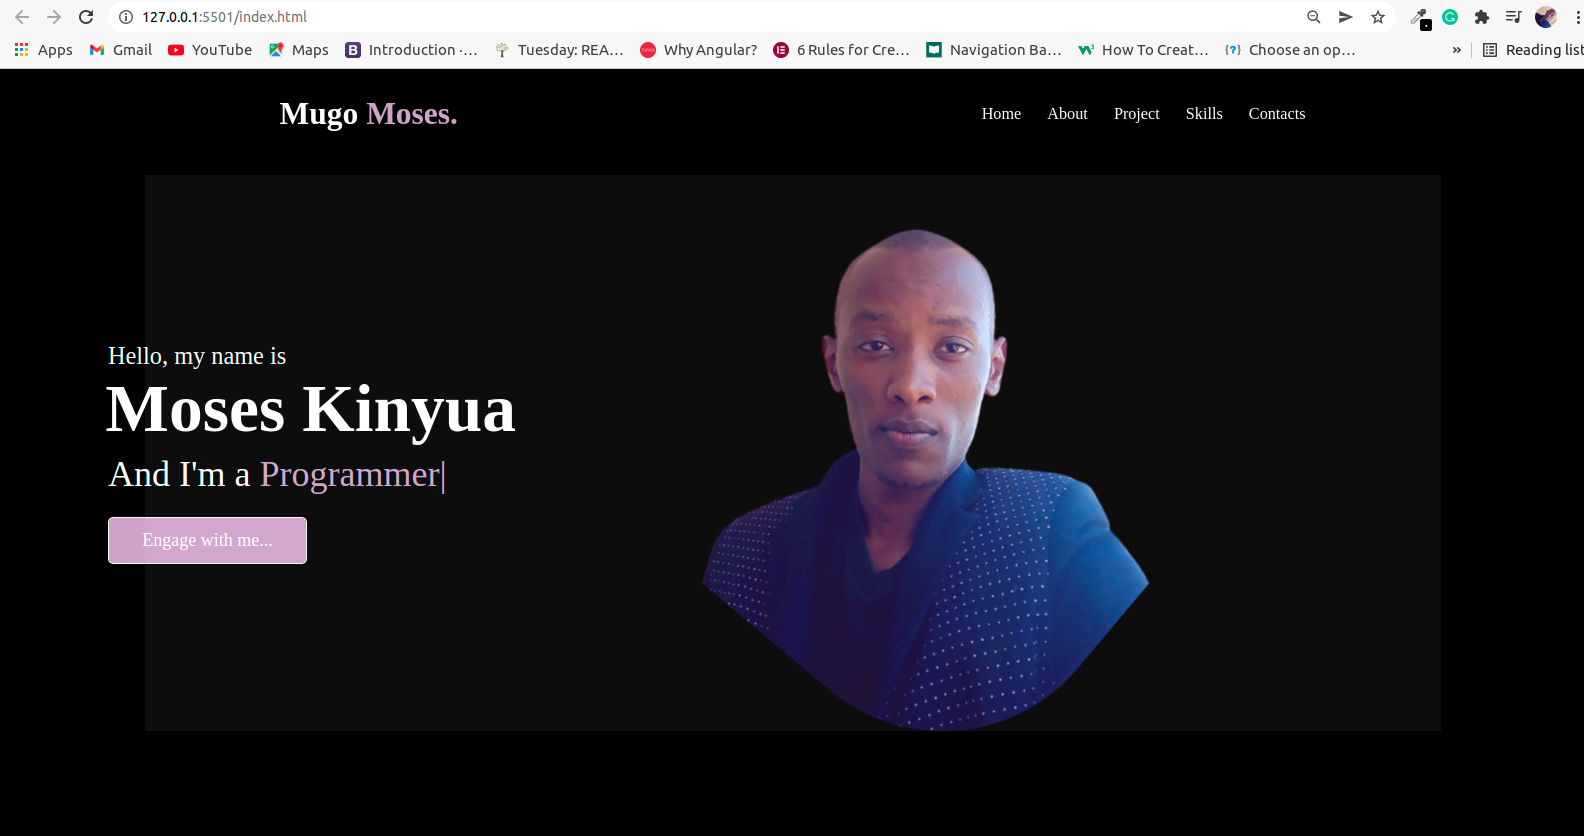 127.0.0.1:5501/index.html
Apps Gmail YouTube Maps Introduction ·... Tuesday: REA... Why Angular? 6 Rules for Cre... Navigation Ba... How To Creat... Choose an op... » Reading list
Mugo Moses.
Home About Project Skills Contacts
Hello, my name is
Moses Kinyua
And I'm a Programmer|
Engage with me...